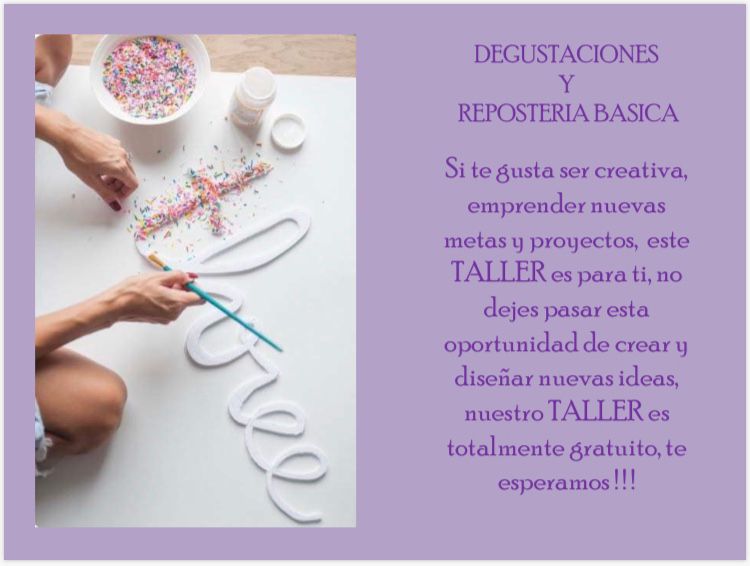 DEGUSTACIONES
Y
REPOSTERIA BASICA
Si te gusta ser creativa,
emprender nuevas
metas y proyectos, este
TALLER es para ti, no
dejes pasar esta
oportunidad de crear y
diseñar nuevas ideas,
nuestro TALLER es
totalmente gratuito, te
esperamos !!!